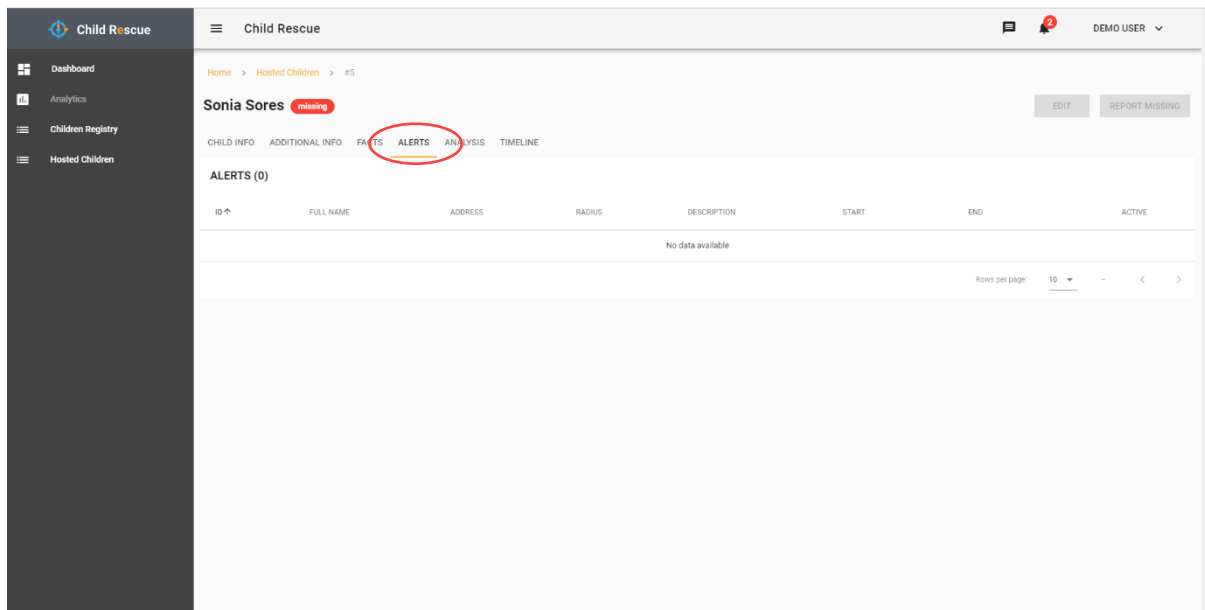 Child Rescue
Child Rescue
2
DEMO USER
Dashboard
Analytics
Children Registry
Hosted Children
Home > Hosted Children > #5
Sonia Sores missing
EDIT REPORT MISSING
CHILD INFO ADDITIONAL INFO FACTS ALERTS ANALYSIS TIMELINE
ALERTS (0)
ID↑ FULL NAME ADDRESS RADIUS DESCRIPTION START END ACTIVE
No data available
Rows per page: 10 – < >